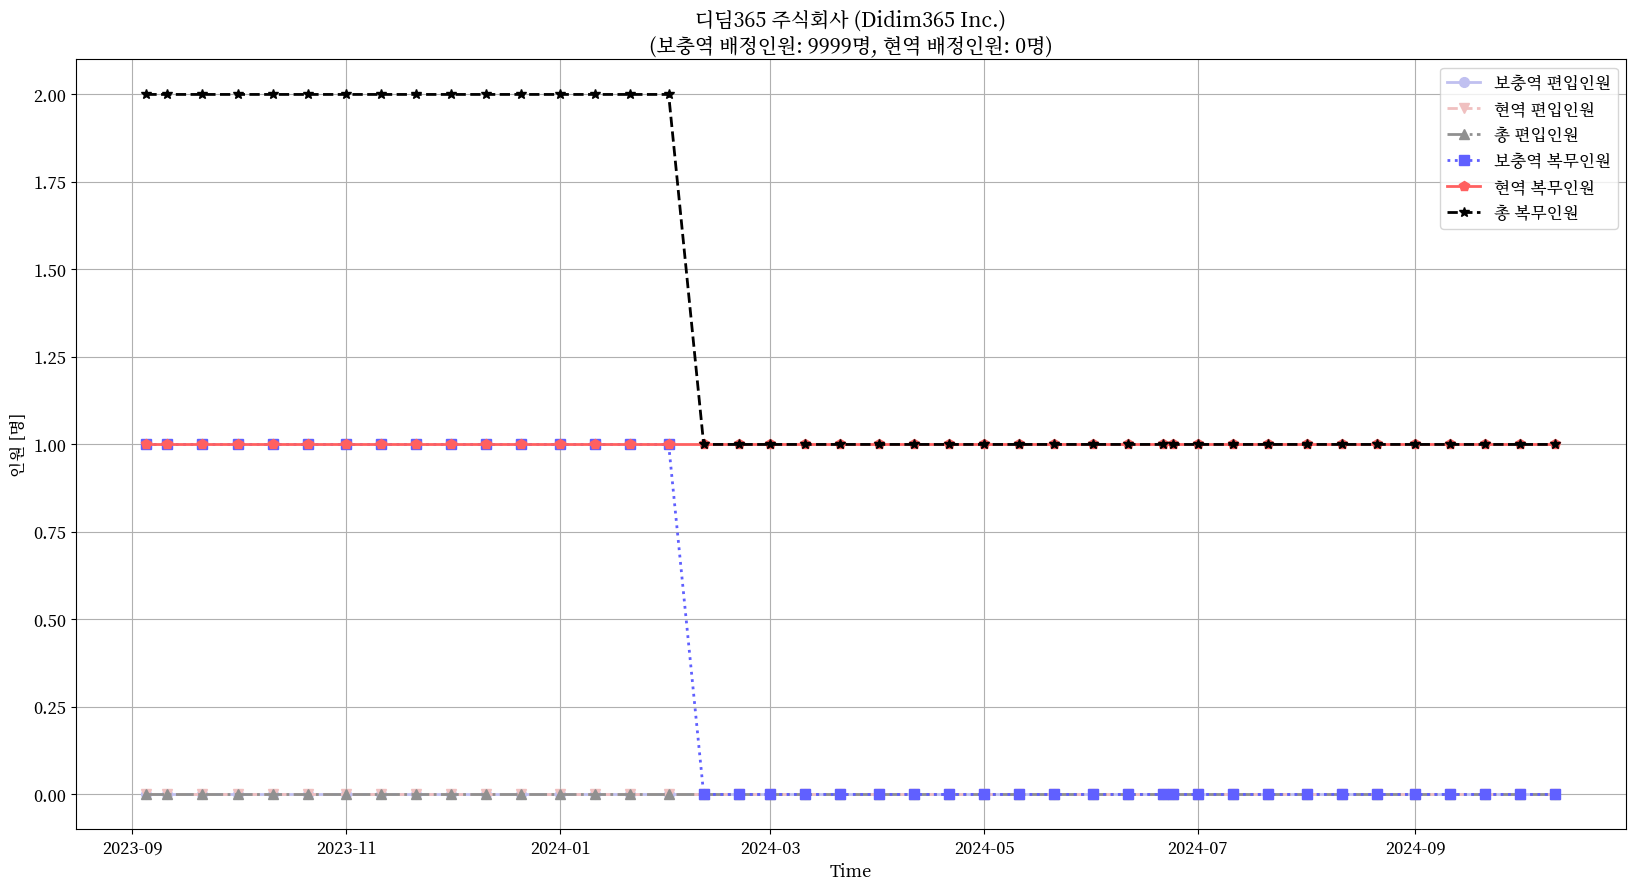 디딤365 주식회사 (Didim365 Inc.)
(보충역 배정인원: 9999명, 현역 배정인원: 0명)
보충역 편입인원
현역 편입인원
총 편입인원
보충역 복무인원
현역 복무인원
총 복무인원
2.00
1.75
1.50
1.25
1.00
0.75
0.50
0.25
0.00
인원 [명]
2023-09
2023-11
2024-01
2024-03
2024-05
2024-07
2024-09
Time